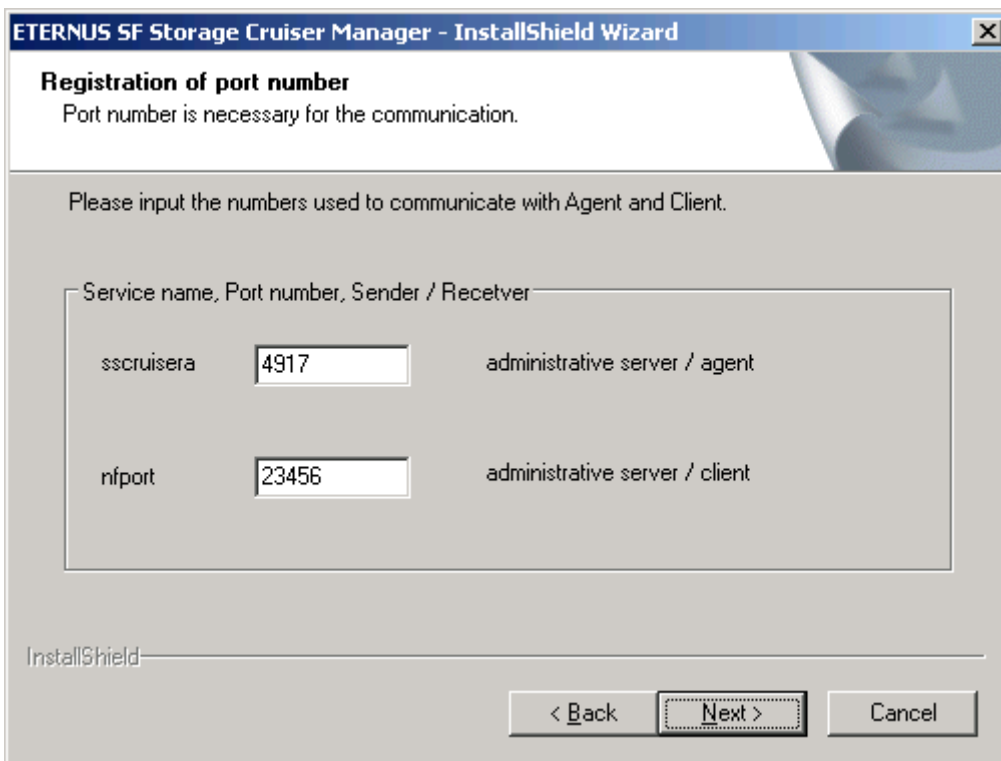 ETERNUS SF Storage Cruiser Manager - InstallShield Wizard
Registration of port number
Port number is necessary for the communication.
Please input the numbers used to communicate with Agent and Client.
Service name, Port number, Sender / Recetver
sscruisera 4917 administrative server / agent
nfport 23456 administrative server / client
InstallShield
< Back Next > Cancel